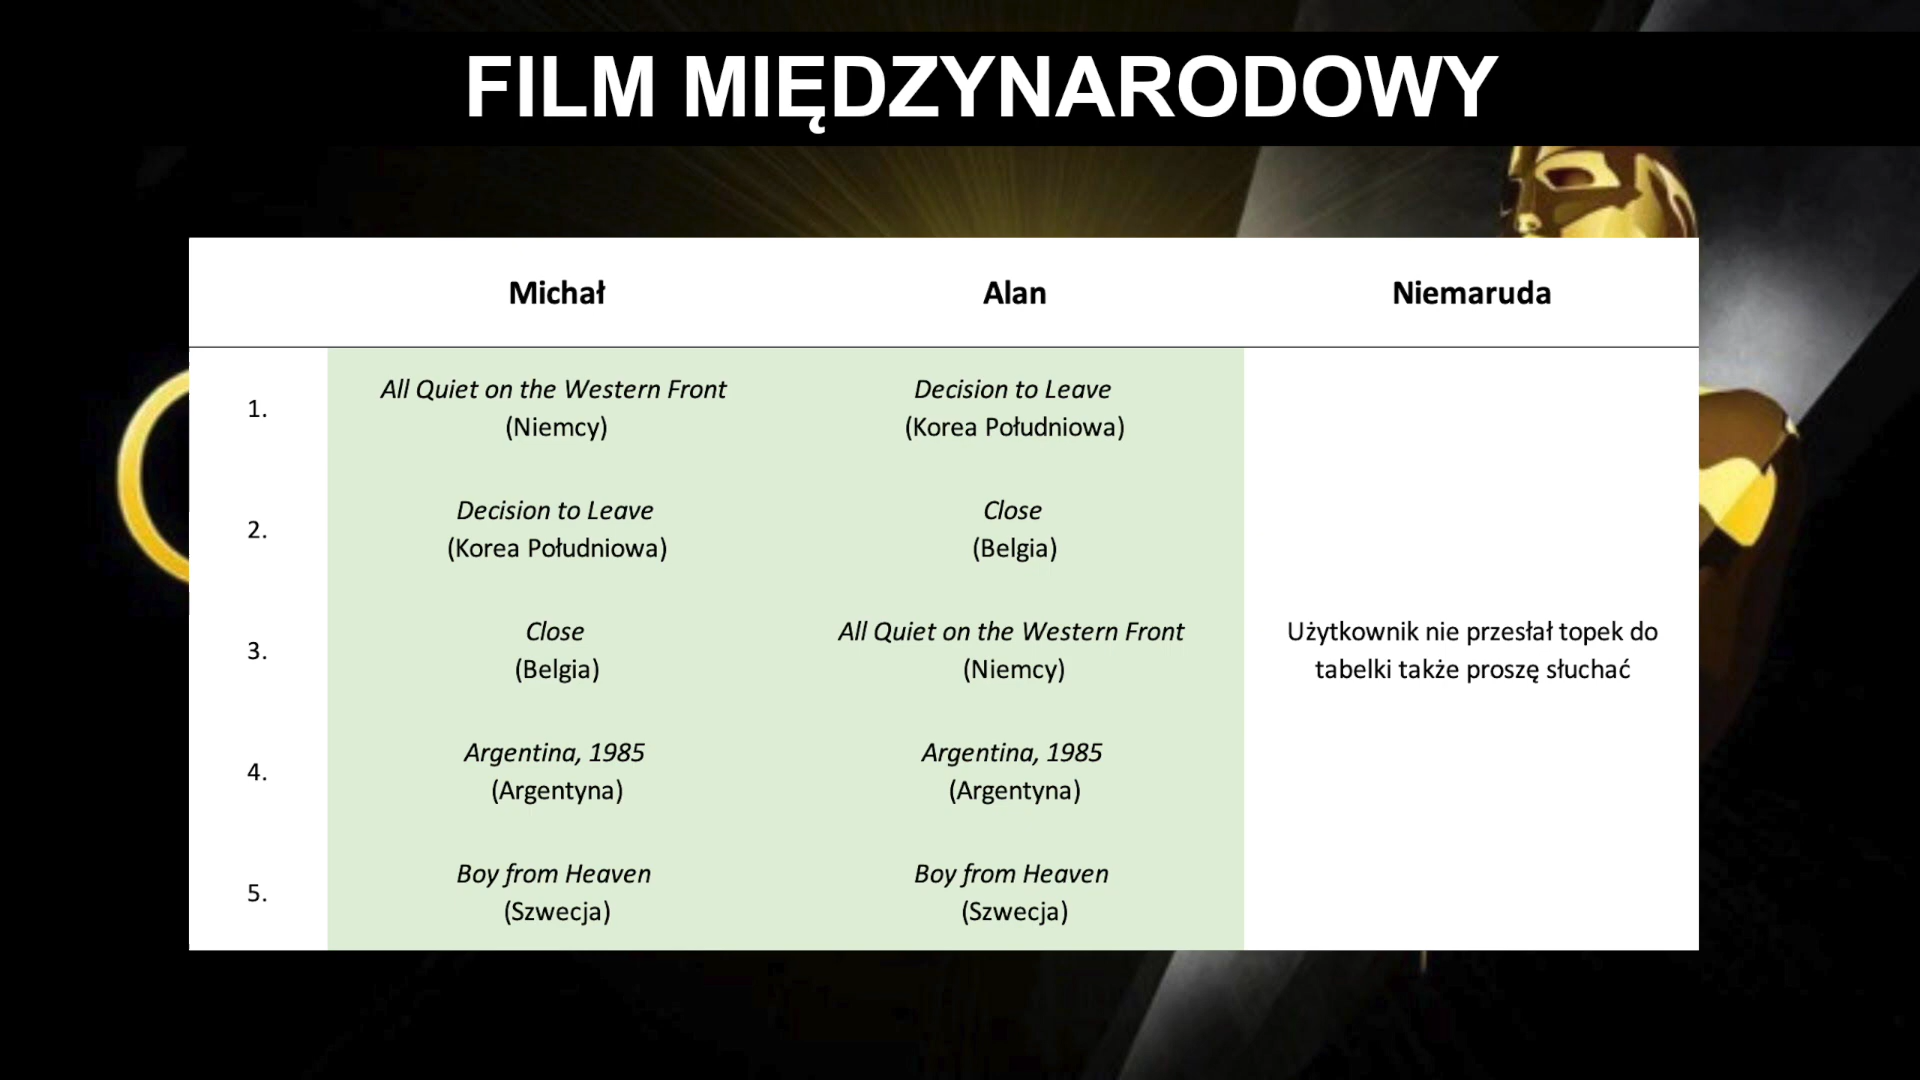 FILM MIĘDZYNARODOWY
Michał Alan Niemaruda
1. All Quiet on the Western Front Decision to Leave
(Niemcy) (Korea Południowa)
2. Decision to Leave Close
(Korea Południowa) (Belgia)
3. Close All Quiet on the Western Front Użytkownik nie przesłał topek do
(Belgia) (Niemcy) tabelki także proszę słuchać
4. Argentina, 1985 Argentina, 1985
(Argentyna) (Argentyna)
5. Boy from Heaven Boy from Heaven
(Szwecja) (Szwecja)